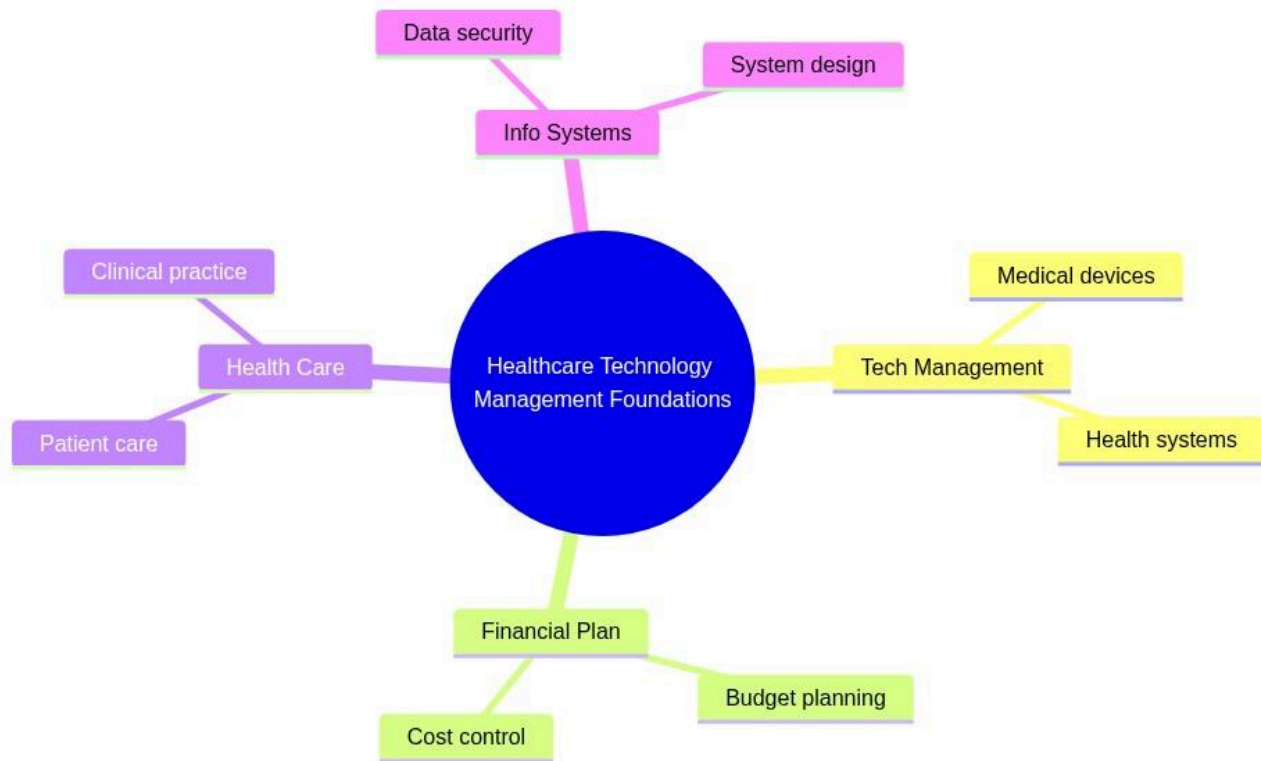 Data security
System design
Info Systems
Clinical practice
Medical devices
Health Care
Healthcare Technology
Management Foundations
Tech Management
Patient care
Health systems
Financial Plan
Budget planning
Cost control